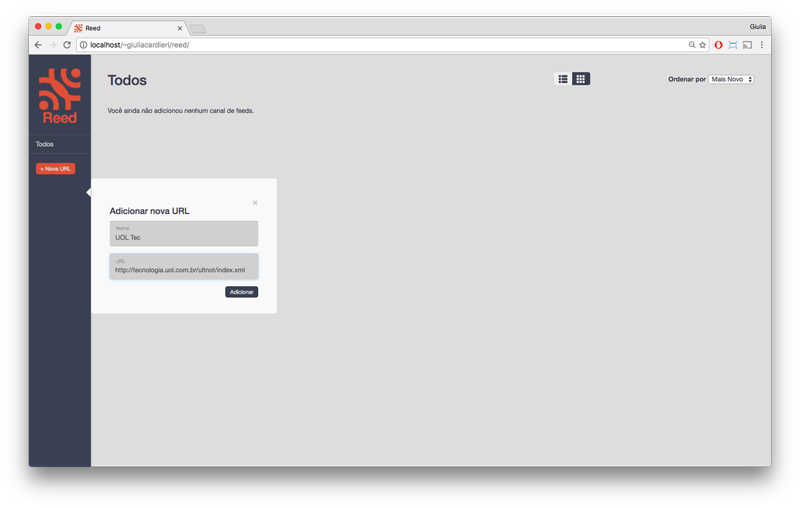 Reed
Giulia
localhost/~giuliacardieri/reed/
Reed
Todos
+ Nova URL
Todos
Ordenar por Mais Novo
Você ainda não adicionou nenhum canal de feeds.
Adicionar nova URL
Nome
UOL Tec
URL
http://tecnologia.uol.com.br/ultnot/index.xml
Adicionar